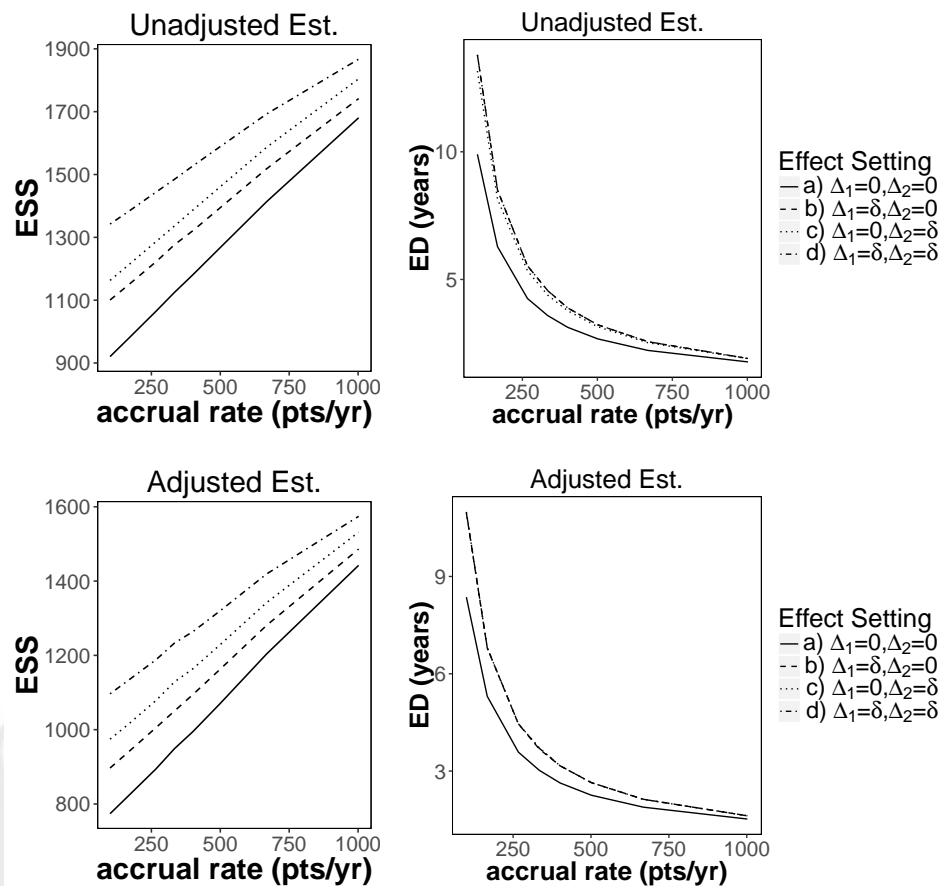 Unadjusted Est.
1900
1700
1500
1300
1100
900
ESS
250 500 750 1000
accrual rate (pts/yr)
Unadjusted Est.
10
5
ED (years)
250 500 750 1000
accrual rate (pts/yr)
Effect Setting
a) Δ₁=0,Δ₂=0
b) Δ₁=δ,Δ₂=0
c) Δ₁=0,Δ₂=δ
d) Δ₁=δ,Δ₂=δ
Adjusted Est.
1600
1400
1200
1000
800
ESS
250 500 750 1000
accrual rate (pts/yr)
Adjusted Est.
9
6
3
ED (years)
250 500 750 1000
accrual rate (pts/yr)
Effect Setting
a) Δ₁=0,Δ₂=0
b) Δ₁=δ,Δ₂=0
c) Δ₁=0,Δ₂=δ
d) Δ₁=δ,Δ₂=δ